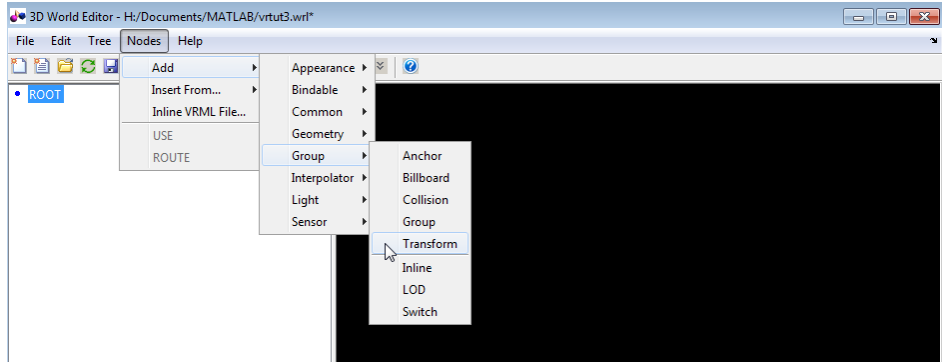 3D World Editor - H:/Documents/MATLAB/vrtut3.wrl*
File Edit Tree Nodes Help
ROOT
Add
Insert From...
Inline VRML File...
USE
ROUTE
Appearance
Bindable
Common
Geometry
Group
Interpolator
Light
Sensor
Anchor
Billboard
Collision
Group
Transform
Inline
LOD
Switch